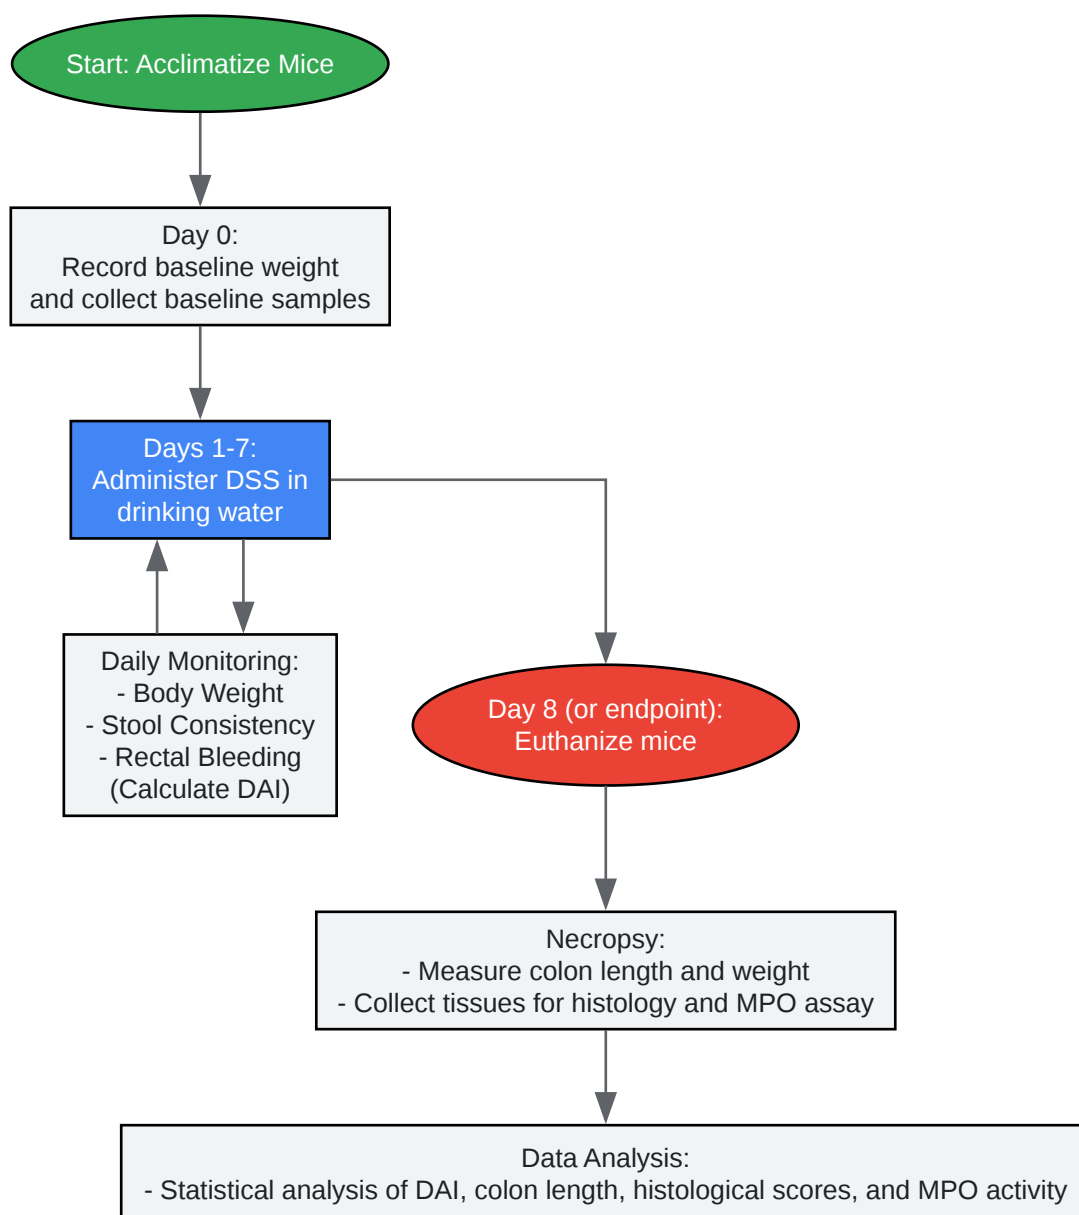 Start: Acclimatize Mice
Day 0:
Record baseline weight
and collect baseline samples
Days 1-7:
Administer DSS in
drinking water
Daily Monitoring:
- Body Weight
- Stool Consistency
- Rectal Bleeding
(Calculate DAI)
Day 8 (or endpoint):
Euthanize mice
Necropsy:
- Measure colon length and weight
- Collect tissues for histology and MPO assay
Data Analysis:
- Statistical analysis of DAI, colon length, histological scores, and MPO activity